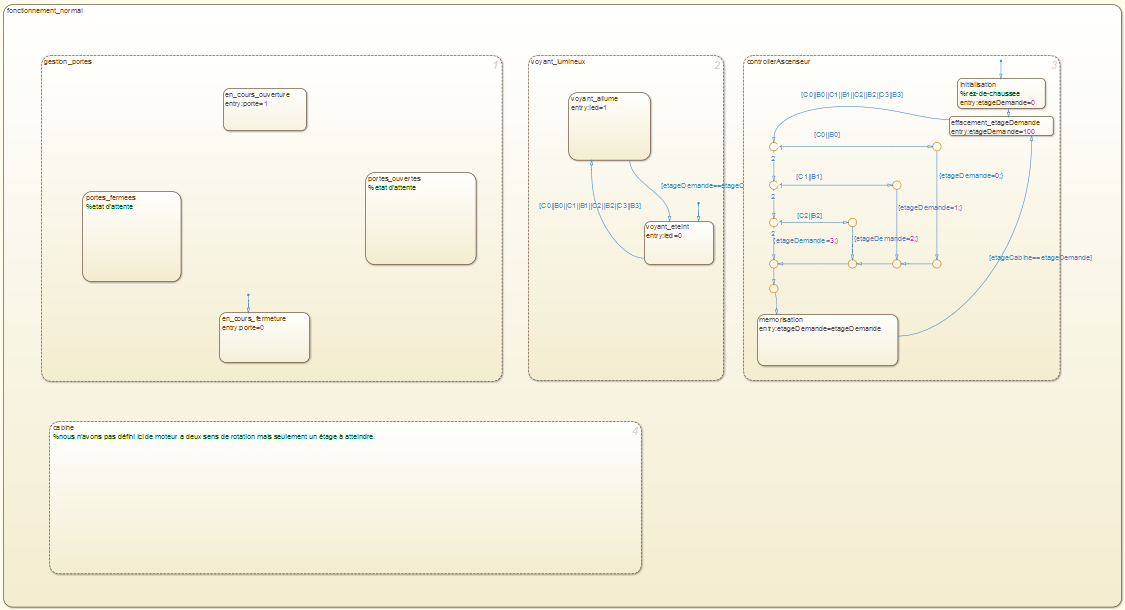 fonctionnement_normal
gestion_portes
1
en_cours_ouverture
entry:porte=1
portes_fermees
%etat d'attente
portes_ouvertes
% etat d'attente
en_cours_fermeture
entry:porte=0
voyant_lumineux
2
voyant_allume
entry:led=1
[etageDemande==etageC
[C0||B0||C1||B1||C2||B2||C3||B3]
voyant_eteint
entry:led=0
controllerAscenseur
3
Initialisation
%rez-de-chaussee
entry:etageDemande=0
effacement_etageDemande
entry:etageDemande=100
[C0||B0||C1||B1||C2||B2||C3||B3]
[C0||B0]
1
2
{etageDemande=0;}
[C1||B1]
1
2
{etageDemande=1;}
[C2||B2]
1
2
{etageDemande=3;}
{etageDemande=2;}
[etageCabine==etageDemande]
memorisation
entry:etageDemande=etageDemande
cabine
4
%nous n'avons pas défini ici de moteur a deux sens de rotation mais seulement un étage à atteindre.